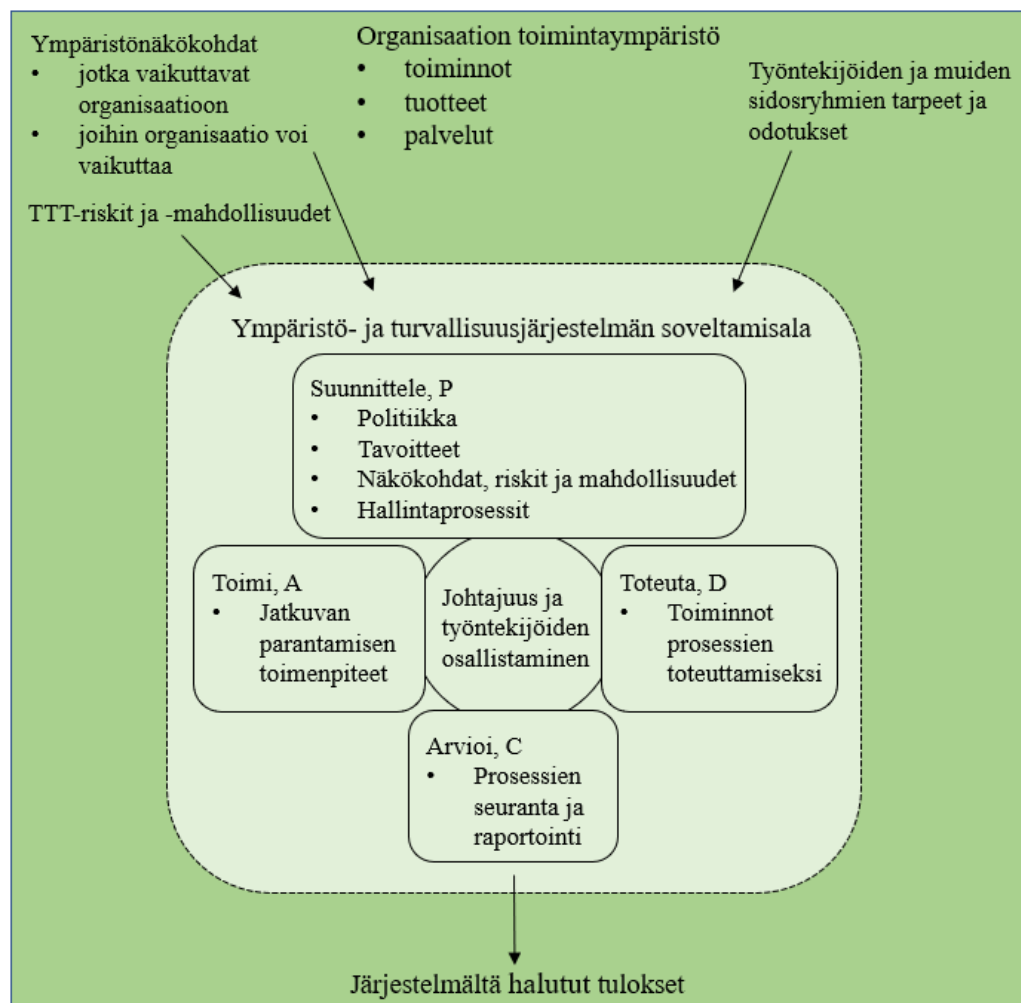 Ympäristönäkökohdat
• jotka vaikuttavat
organisaatioon
• joihin organisaatio voi
vaikuttaa
Organisaation toimintaympäristö
• toiminnot
• tuotteet
• palvelut
Työntekijöiden ja muiden
sidosryhmien tarpeet ja
odotukset
TTT-riskit ja -mahdollisuudet
Ympäristö- ja turvallisuusjärjestelmän soveltamisala
Suunnittele, P
• Politiikka
• Tavoitteet
• Näkökohdat, riskit ja mahdollisuudet
• Hallintaprosessit
Toimi, A
• Jatkuvan
parantamisen
toimenpiteet
Johtajuus ja
työntekijöiden
osallistaminen
Toteuta, D
• Toiminnot
prosessien
toteuttamiseksi
Arvioi, C
• Prosessien
seuranta ja
raportointi
Järjestelmältä halutut tulokset